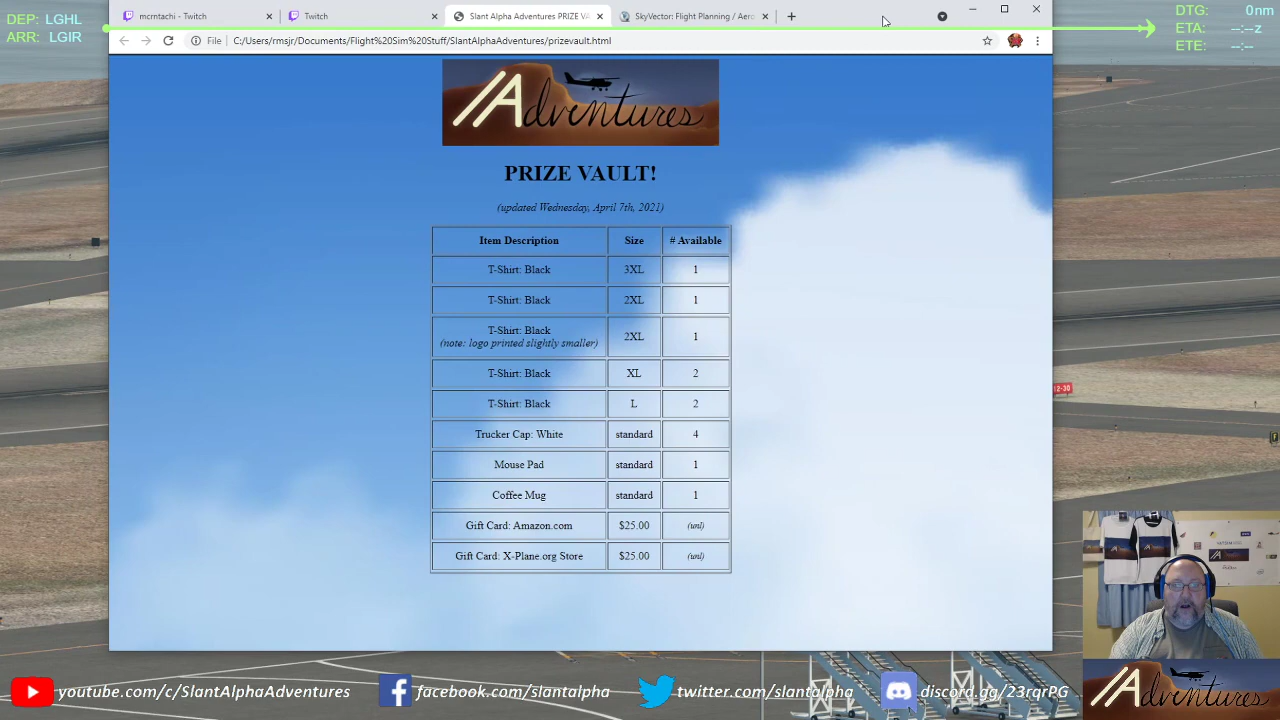 DEP: LGHL
ARR: LGIR
mcrntachi - Twitch
Twitch
Slant Alpha Adventures PRIZE VA
SkyVector: Flight Planning / Aero
DTG: 0nm
ETA: --:--z
ETE: --:--
File
C:/Users/rmsjr/Documents/Flight%20Sim%20Stuff/SlantAlphaAdventures/prizevault.html
//Adventures
PRIZE VAULT!
(updated Wednesday, April 7th, 2021)
Item Description Size # Available
T-Shirt: Black 3XL 1
T-Shirt: Black 2XL 1
T-Shirt: Black
(note: logo printed slightly smaller) 2XL 1
T-Shirt: Black XL 2
T-Shirt: Black L 2
Trucker Cap: White standard 4
Mouse Pad standard 1
Coffee Mug standard 1
Gift Card: Amazon.com $25.00 (unl)
Gift Card: X-Plane.org Store $25.00 (unl)
12-30
youtube.com/c/SlantAlphaAdventures
facebook.com/slantalpha
twitter.com/slantalpha
discord.gg/23rqrPG
//Adventures